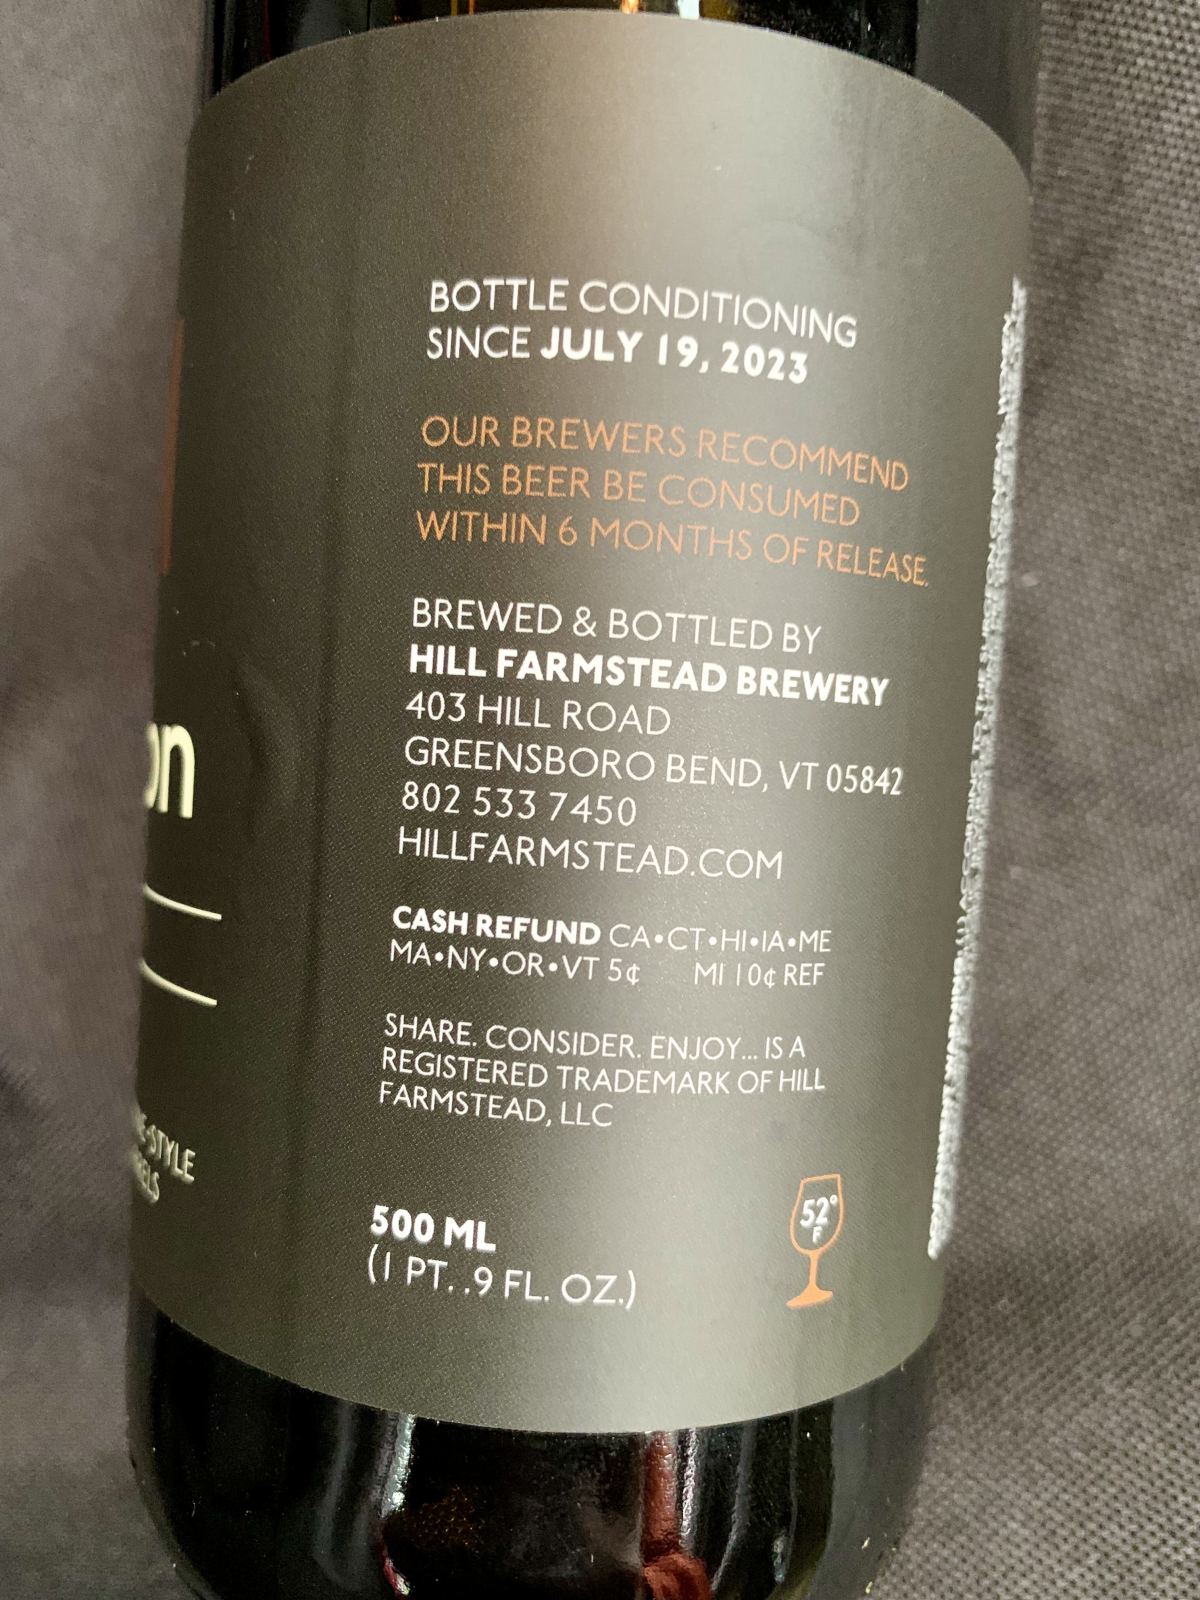 BOTTLE CONDITIONING
SINCE JULY 19, 2023
OUR BREWERS RECOMMEND
THIS BEER BE CONSUMED
WITHIN 6 MONTHS OF RELEASE.
BREWED & BOTTLED BY
HILL FARMSTEAD BREWERY
403 HILL ROAD
GREENSBORO BEND, VT 05842
802 533 7450
HILLFARMSTEAD.COM
CASH REFUND CA•CT•HI•IA•ME
MA•NY•OR•VT 5¢ MI 10¢ REF
SHARE. CONSIDER. ENJOY... IS A
REGISTERED TRADEMARK OF HILL
FARMSTEAD, LLC
500 ML
(1 PT. .9 FL. OZ.)
52°
F
on
-STYLE